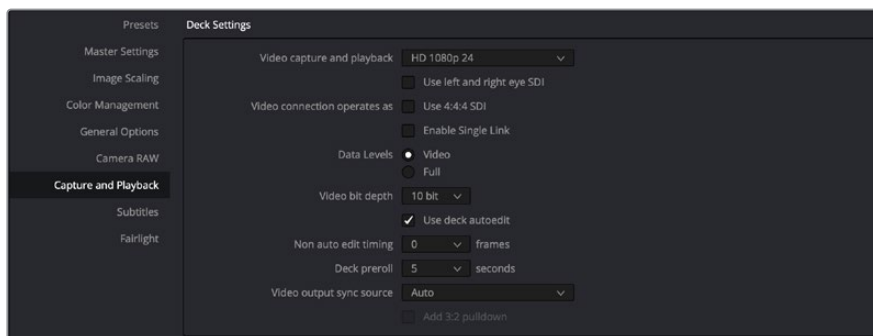 Presets
Master Settings
Image Scaling
Color Management
General Options
Camera RAW
Capture and Playback
Subtitles
Fairlight
Deck Settings
Video capture and playback HD 1080p 24
Use left and right eye SDI
Video connection operates as Use 4:4:4 SDI
Enable Single Link
Data Levels Video
Full
Video bit depth 10 bit
Use deck autoedit
Non auto edit timing 0 frames
Deck preroll 5 seconds
Video output sync source Auto
Add 3:2 pulldown